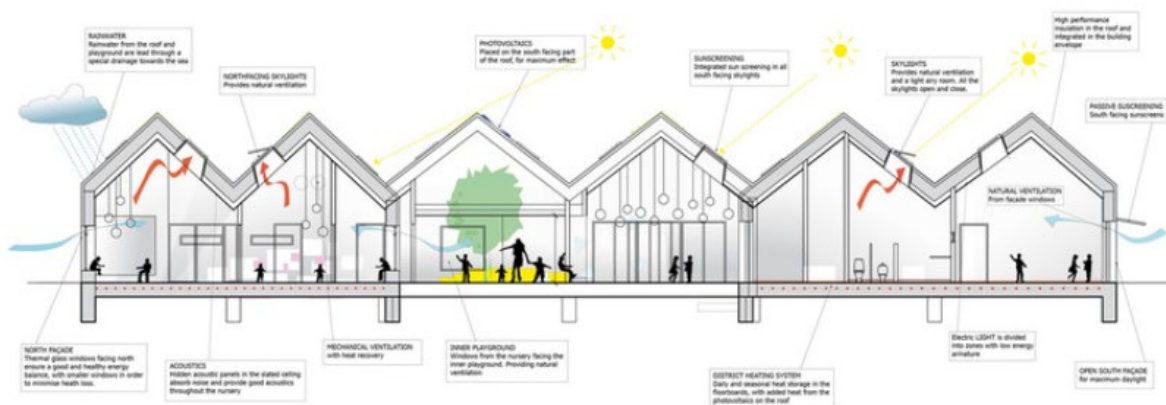 RAINWATER
Rainwater from the roof and
playground are lead through a
special drainage towards the sea
NORTHFACING SKYLIGHTS
Provides natural ventilation
PHOTOVOLTAICS
Placed on the south facing part
of the roof, for maximum effect
SUNSCREENING
Integrated sun screening in all
south facing skylights
SKYLIGHTS
Provides natural ventilation
and a light airy room. All the
skylights open and close.
High performance
insulation in the roof and
integrated in the building
envelope
PASSIVE SUSCREENING
South facing sunscreens
NATURAL VENTILATION
From facade windows
NORTH FAÇADE
Thermal glass windows facing north
ensure a good and healthy energy
balance, with smaller windows in order
to minimise heath loss.
ACOUSTICS
Hidden acoustic panels in the slated ceiling
absorb noise and provide good acoustics
throughout the nursery
MECHANICAL VENTILATION
with heat recovery
INNER PLAYGROUND
Windows from the nursery facing the
inner playground. Providing natural
ventilation
DISTRICT HEATING SYSTEM
Daily and seasonal heat storage in the
floorboards, with added heat from the
photovoltaics on the roof
Electric LIGHT is divided
into zones with low energy
armature
OPEN SOUTH FAÇADE
for maximum daylight